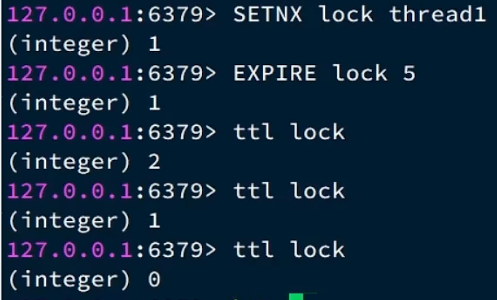 127.0.0.1:6379> SETNX lock thread1
(integer) 1
127.0.0.1:6379> EXPIRE lock 5
(integer) 1
127.0.0.1:6379> ttl lock
(integer) 2
127.0.0.1:6379> ttl lock
(integer) 1
127.0.0.1:6379> ttl lock
(integer) 0